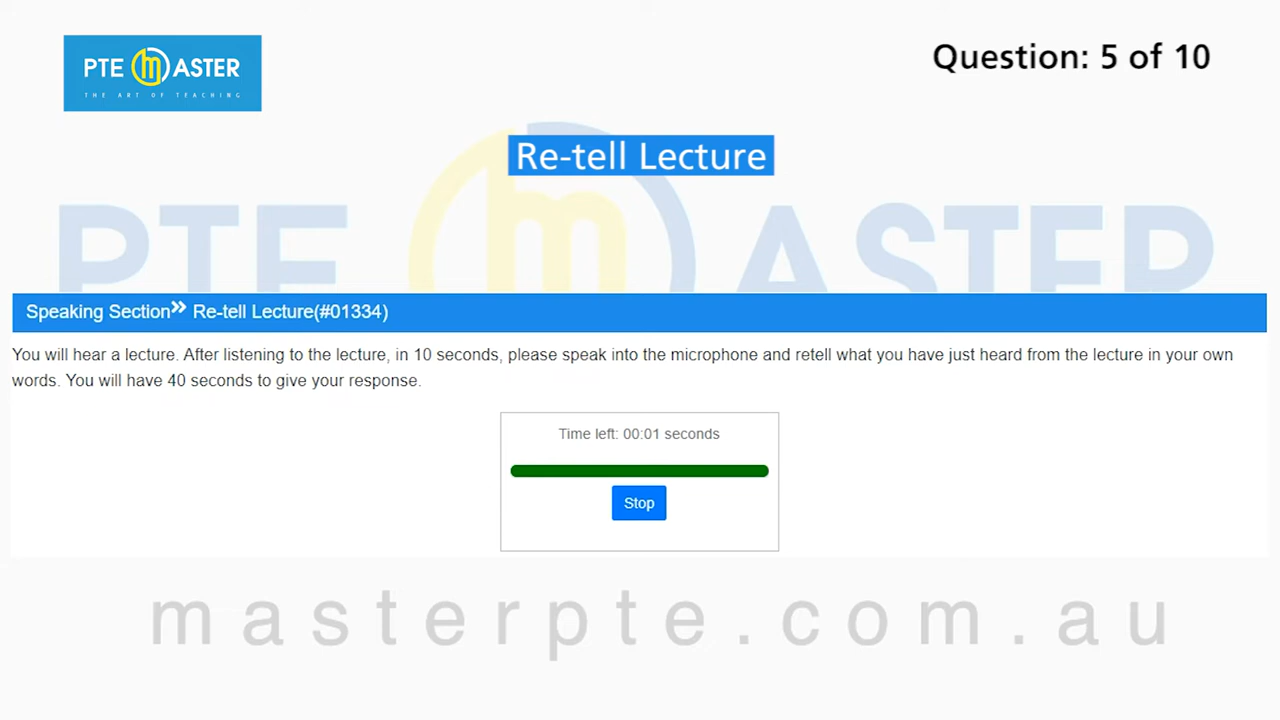 PTE MASTER
THE ART OF TEACHING
Question: 5 of 10
Re-tell Lecture
PTE MASTER
Speaking Section» Re-tell Lecture(#01334)
You will hear a lecture. After listening to the lecture, in 10 seconds, please speak into the microphone and retell what you have just heard from the lecture in your own
words. You will have 40 seconds to give your response.
Time left: 00:01 seconds
Stop
masterpte.com.au